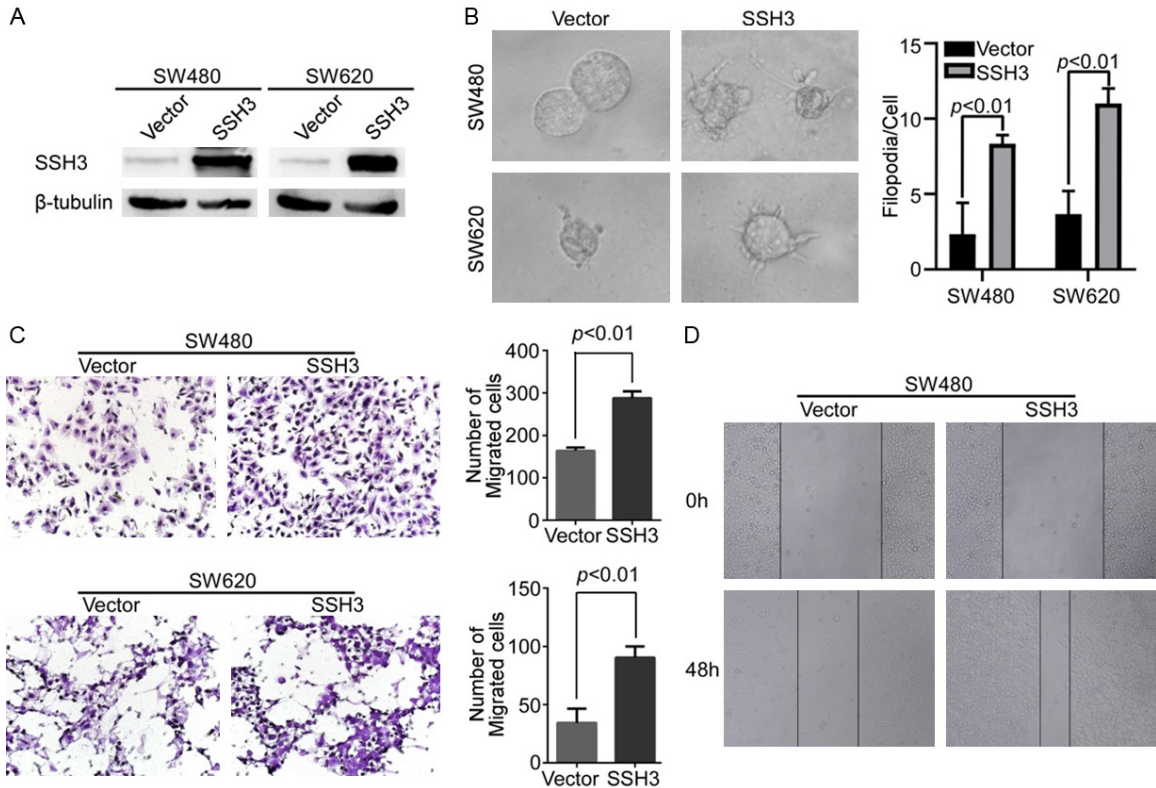 A
SW480 SW620
Vector SSH3 Vector SSH3
SSH3
β-tubulin
B
Vector SSH3
SW480
SW620
Filopodia/Cell
15
10
5
0
Vector
SSH3
p<0.01
p<0.01
SW480 SW620
C
SW480
Vector SSH3
Number of
Migrated cells
400
300
200
100
0
p<0.01
Vector SSH3
SW620
Vector SSH3
Number of
Migrated cells
150
100
50
0
p<0.01
Vector SSH3
D
SW480
Vector SSH3
0h
48h